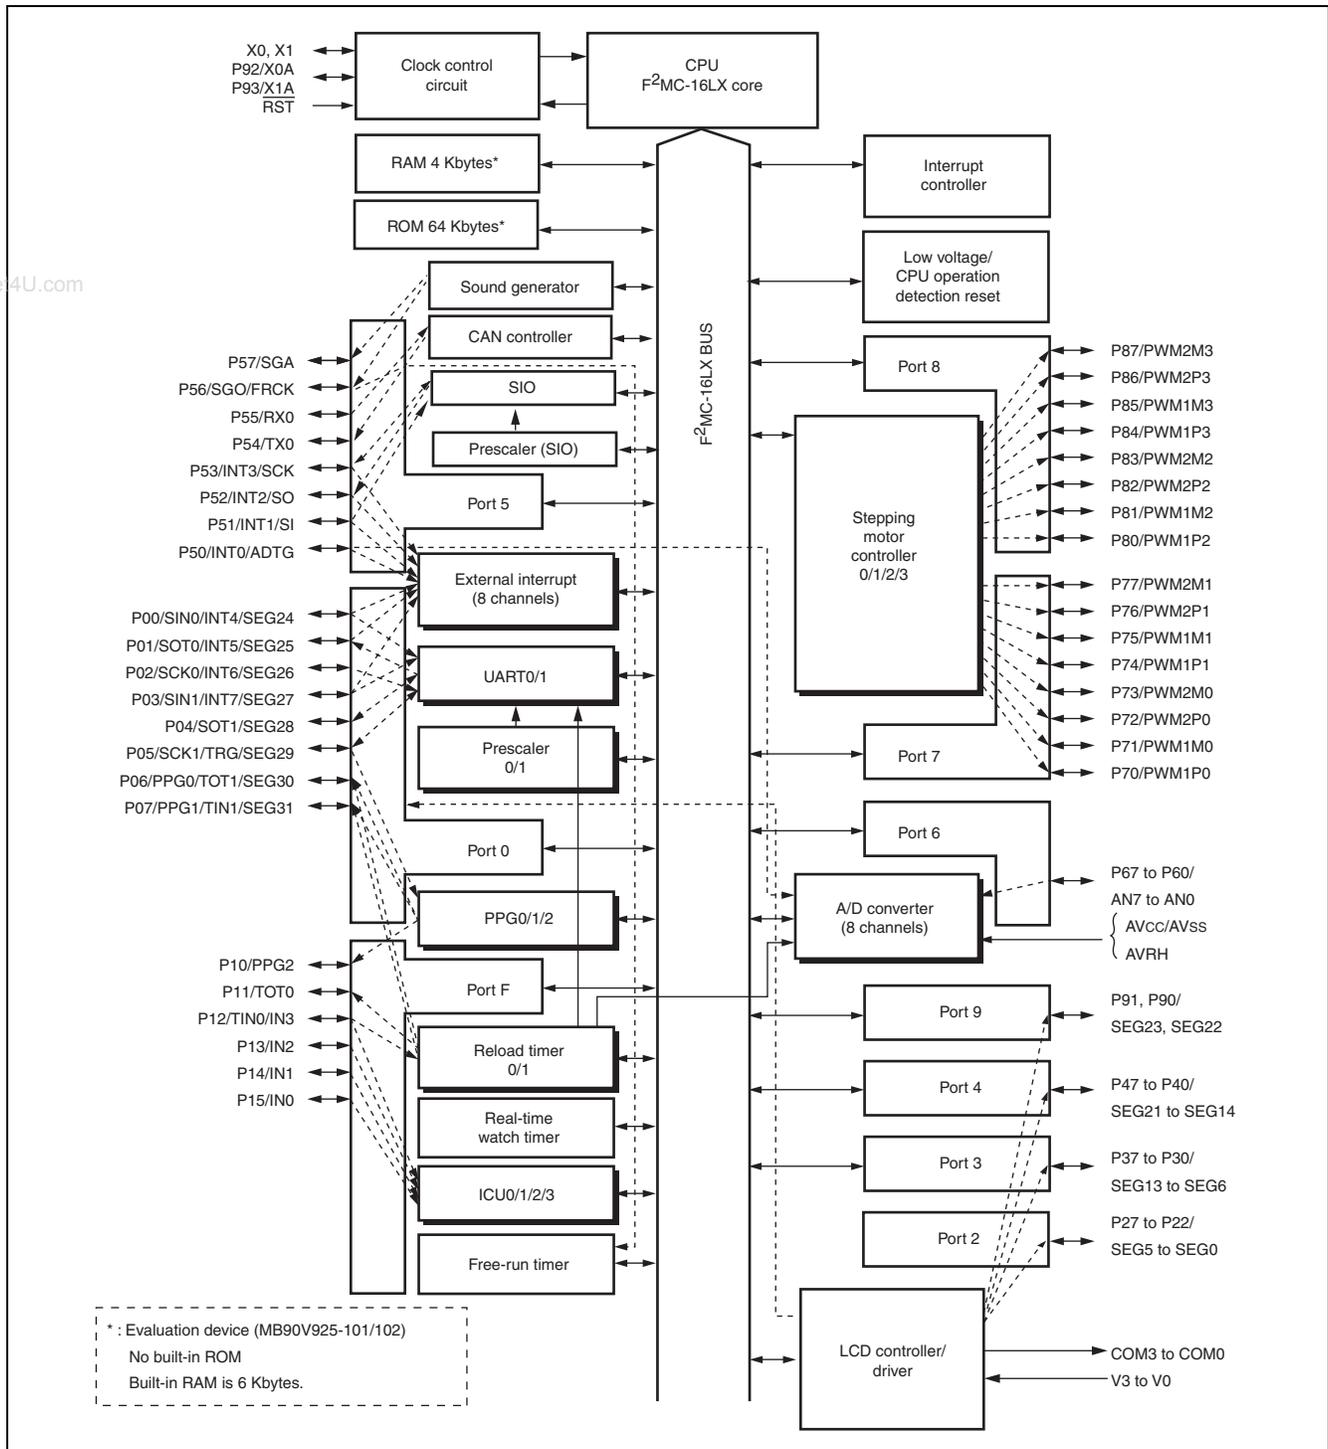 X0, X1
P92/X0A
P93/X1A
RST
Clock control
circuit
CPU
F2MC-16LX core
RAM 4 Kbytes*
ROM 64 Kbytes*
Interrupt
controller
Low voltage/
CPU operation
detection reset
4U.com
Sound generator
CAN controller
SIO
Prescaler (SIO)
Port 5
F2MC-16LX BUS
P57/SGA
P56/SGO/FRCK
P55/RX0
P54/TX0
P53/INT3/SCK
P52/INT2/SO
P51/INT1/SI
P50/INT0/ADTG
External interrupt
(8 channels)
P00/SIN0/INT4/SEG24
P01/SOT0/INT5/SEG25
P02/SCK0/INT6/SEG26
P03/SIN1/INT7/SEG27
P04/SOT1/SEG28
P05/SCK1/TRG/SEG29
P06/PPG0/TOT1/SEG30
P07/PPG1/TIN1/SEG31
UART0/1
Prescaler
0/1
Port 0
PPG0/1/2
P10/PPG2
P11/TOT0
P12/TIN0/IN3
P13/IN2
P14/IN1
P15/IN0
Port F
Reload timer
0/1
Real-time
watch timer
ICU0/1/2/3
Free-run timer
Port 8
P87/PWM2M3
P86/PWM2P3
P85/PWM1M3
P84/PWM1P3
P83/PWM2M2
P82/PWM2P2
P81/PWM1M2
P80/PWM1P2
Stepping
motor
controller
0/1/2/3
P77/PWM2M1
P76/PWM2P1
P75/PWM1M1
P74/PWM1P1
P73/PWM2M0
P72/PWM2P0
P71/PWM1M0
P70/PWM1P0
Port 7
Port 6
A/D converter
(8 channels)
P67 to P60/
AN7 to AN0
AVCC/AVSS
AVRH
Port 9
P91, P90/
SEG23, SEG22
Port 4
P47 to P40/
SEG21 to SEG14
Port 3
P37 to P30/
SEG13 to SEG6
Port 2
P27 to P22/
SEG5 to SEG0
LCD controller/
driver
COM3 to COM0
V3 to V0
* : Evaluation device (MB90V925-101/102)
No built-in ROM
Built-in RAM is 6 Kbytes.